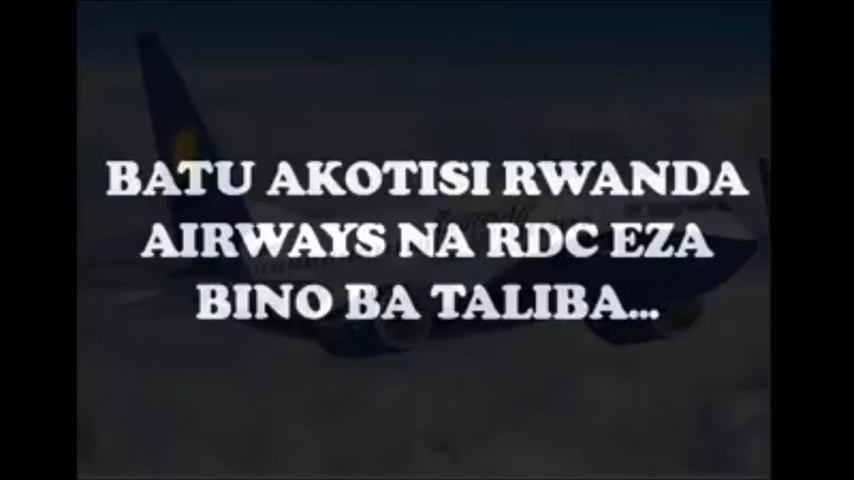 BATU AKOTISI RWANDA
AIRWAYS NA RDC EZA
BINO BA TALIBA...